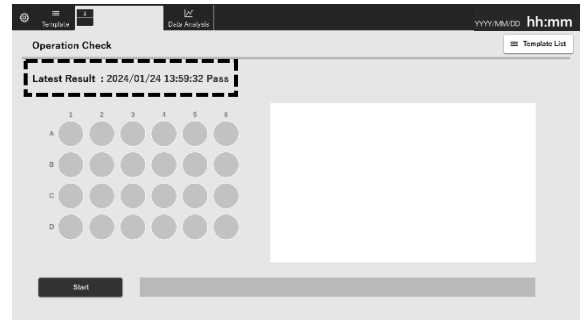 Template
Data Analysis
YYYY/MM/DD hh:mm
Operation Check
Template List
Latest Result : 2024/01/24 13:59:32 Pass
1 2 3 4 5 6
A
B
C
D
Start